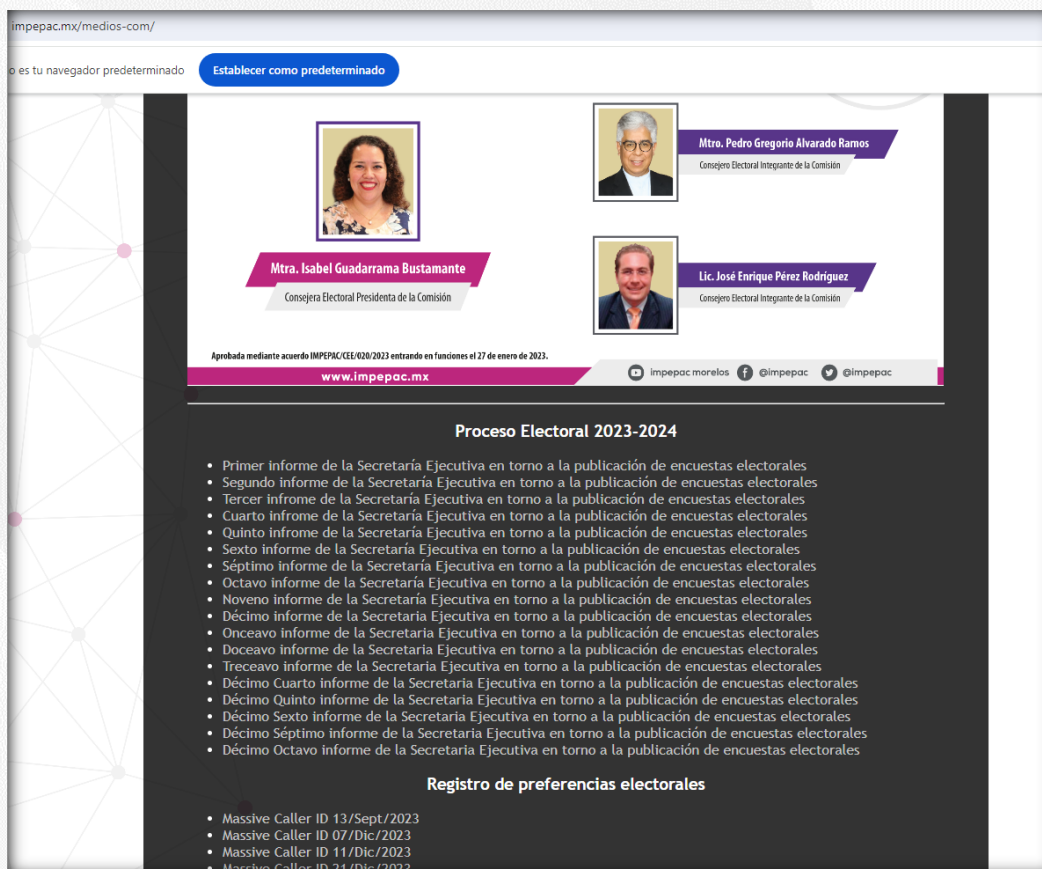 impepac.mx/medios-com/
o es tu navegador predeterminado Establecer como predeterminado
Mtro. Pedro Gregorio Alvarado Ramos
Consejero Electoral Integrante de la Comisión
Mtra. Isabel Guadarrama Bustamante
Consejera Electoral Presidenta de la Comisión
Lic. José Enrique Pérez Rodríguez
Consejero Electoral Integrante de la Comisión
Aprobada mediante acuerdo IMPEPAC/CEE/020/2023 entrando en funciones el 27 de enero de 2023.
www.impepac.mx impepac morelos @impepac @impepac
Proceso Electoral 2023-2024
• Primer informe de la Secretaría Ejecutiva en torno a la publicación de encuestas electorales
• Segundo informe de la Secretaría Ejecutiva en torno a la publicación de encuestas electorales
• Tercer infrome de la Secretaría Ejecutiva en torno a la publicación de encuestas electorales
• Cuarto infrome de la Secretaría Ejecutiva en torno a la publicación de encuestas electorales
• Quinto infrome de la Secretaría Ejecutiva en torno a la publicación de encuestas electorales
• Sexto informe de la Secretaría Ejecutiva en torno a la publicación de encuestas electorales
• Séptimo informe de la Secretaría Ejecutiva en torno a la publicación de encuestas electorales
• Octavo informe de la Secretaría Ejecutiva en torno a la publicación de encuestas electorales
• Noveno informe de la Secretaría Ejecutiva en torno a la publicación de encuestas electorales
• Décimo informe de la Secretaría Ejecutiva en torno a la publicación de encuestas electorales
• Onceavo informe de la Secretaria Ejecutiva en torno a la publicación de encuestas electorales
• Doceavo informe de la Secretaria Ejecutiva en torno a la publicación de encuestas electorales
• Treceavo informe de la Secretaria Ejecutiva en torno a la publicación de encuestas electorales
• Décimo Cuarto informe de la Secretaria Ejecutiva en torno a la publicación de encuestas electorales
• Décimo Quinto informe de la Secretaria Ejecutiva en torno a la publicación de encuestas electorales
• Décimo Sexto informe de la Secretaria Ejecutiva en torno a la publicación de encuestas electorales
• Décimo Séptimo informe de la Secretaria Ejecutiva en torno a la publicación de encuestas electorales
• Décimo Octavo informe de la Secretaria Ejecutiva en torno a la publicación de encuestas electorales
Registro de preferencias electorales
• Massive Caller ID 13/Sept/2023
• Massive Caller ID 07/Dic/2023
• Massive Caller ID 11/Dic/2023
• Massive Caller ID 21/Dic/2023